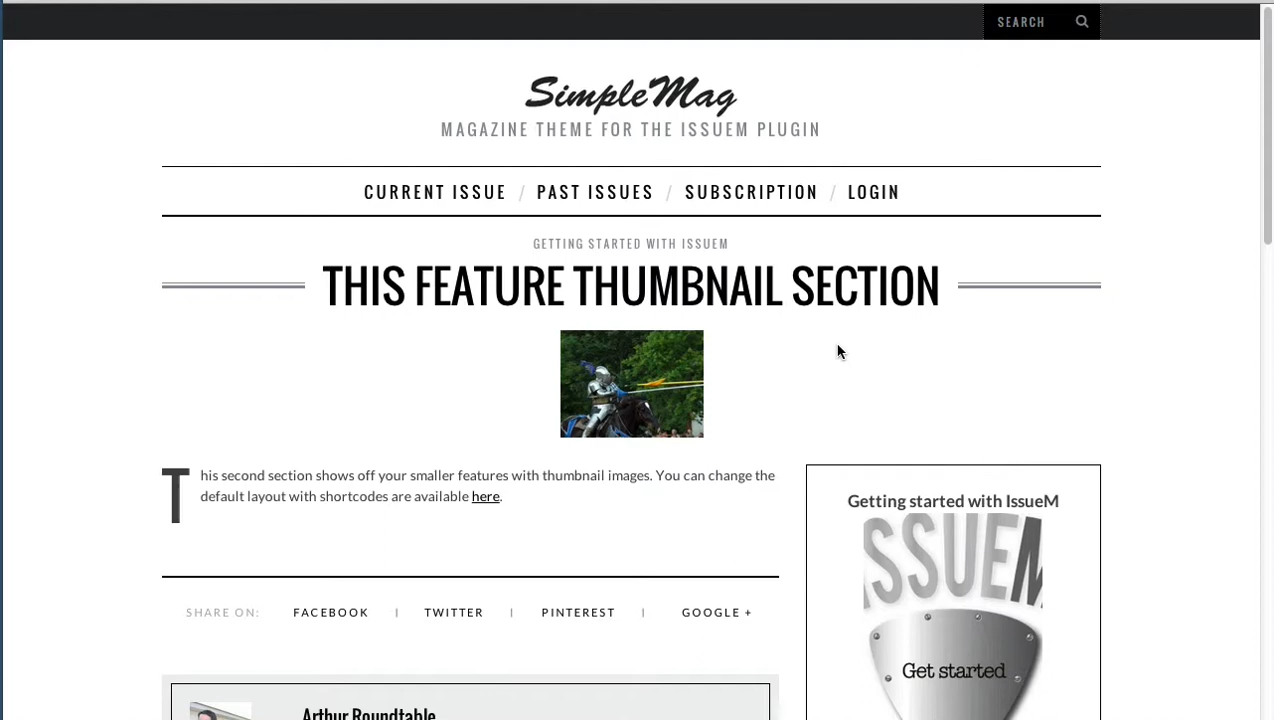 SEARCH
SimpleMag
MAGAZINE THEME FOR THE ISSUEM PLUGIN
CURRENT ISSUE / PAST ISSUES / SUBSCRIPTION / LOGIN
GETTING STARTED WITH ISSUEM
THIS FEATURE THUMBNAIL SECTION
This second section shows off your smaller features with thumbnail images. You can change the
default layout with shortcodes are available here.
SHARE ON: FACEBOOK | TWITTER | PINTEREST | GOOGLE +
Arthur Roundtable
Getting started with IssueM
ISSUEM
Get started